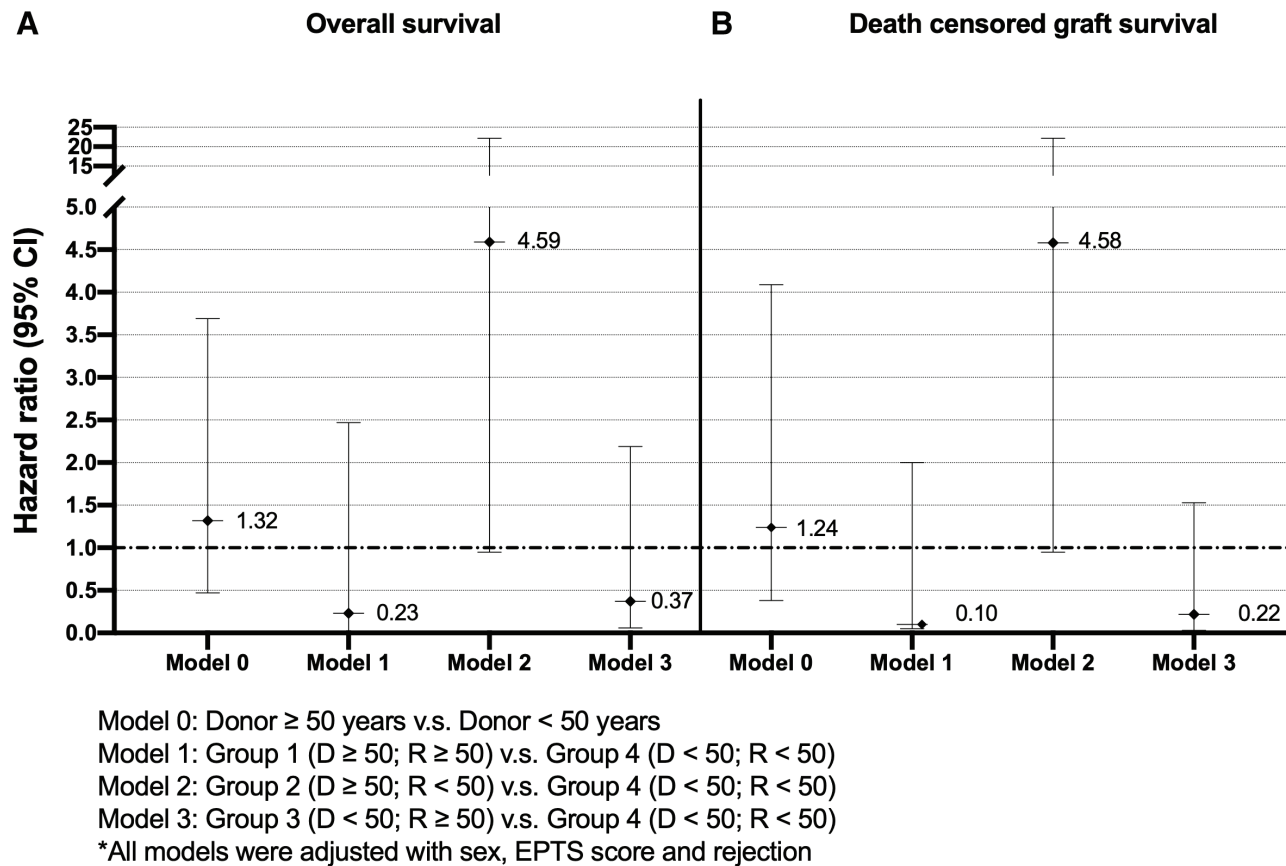 A Overall survival B Death censored graft survival
Hazard ratio (95% CI)
25
20
15
5.0
4.5
4.0
3.5
3.0
2.5
2.0
1.5
1.0
0.5
0.0
1.32
0.23
4.59
0.37
1.24
0.10
4.58
0.22
Model 0 Model 1 Model 2 Model 3 Model 0 Model 1 Model 2 Model 3
Model 0: Donor ≥ 50 years v.s. Donor < 50 years
Model 1: Group 1 (D ≥ 50; R ≥ 50) v.s. Group 4 (D < 50; R < 50)
Model 2: Group 2 (D ≥ 50; R < 50) v.s. Group 4 (D < 50; R < 50)
Model 3: Group 3 (D < 50; R ≥ 50) v.s. Group 4 (D < 50; R < 50)
*All models were adjusted with sex, EPTS score and rejection